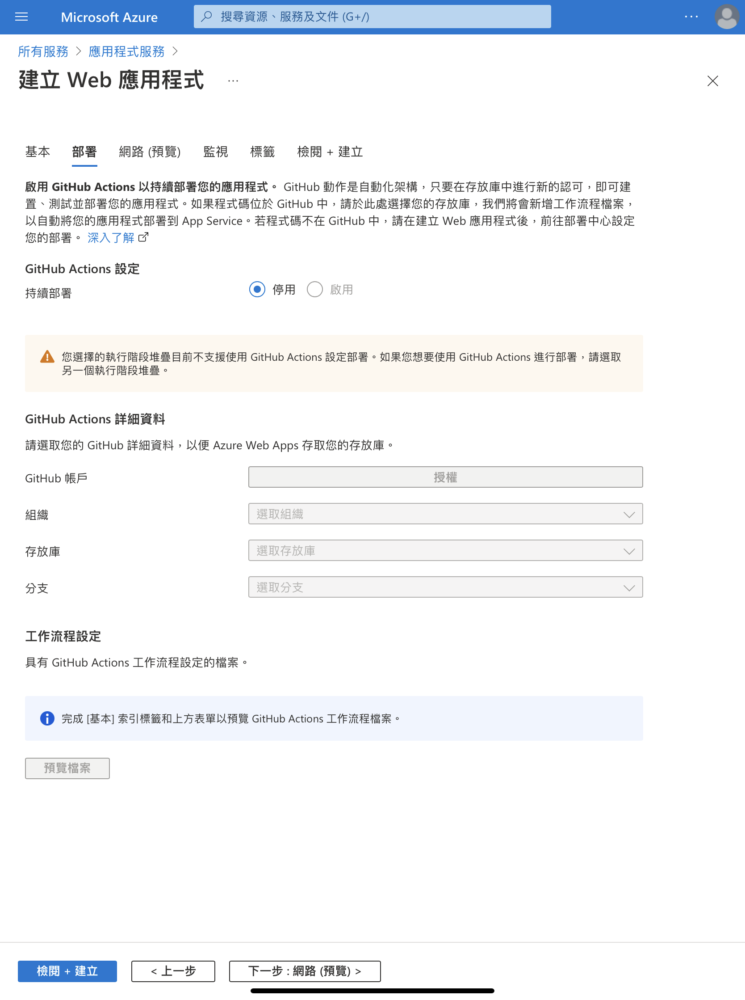 Microsoft Azure
搜尋資源、服務及文件 (G+/)
所有服務 > 應用程式服務 >
建立 Web 應用程式 ...
基本 部署 網路 (預覽) 監視 標籤 檢閱 + 建立
啟用 GitHub Actions 以持續部署您的應用程式。 GitHub 動作是自動化架構，只要在存放庫中進行新的認可，即可建
置、測試並部署您的應用程式。如果程式碼位於 GitHub 中，請於此處選擇您的存放庫，我們將會新增工作流程檔案，
以自動將您的應用程式部署到 App Service。若程式碼不在 GitHub 中，請在建立 Web 應用程式後，前往部署中心設定
您的部署。 深入了解
GitHub Actions 設定
持續部署 停用 啟用
您選擇的執行階段堆疊目前不支援使用 GitHub Actions 設定部署。如果您想要使用 GitHub Actions 進行部署，請選取
另一個執行階段堆疊。
GitHub Actions 詳細資料
請選取您的 GitHub 詳細資料，以便 Azure Web Apps 存取您的存放庫。
GitHub 帳戶 授權
組織 選取組織
存放庫 選取存放庫
分支 選取分支
工作流程設定
具有 GitHub Actions 工作流程設定的檔案。
完成 [基本] 索引標籤和上方表單以預覽 GitHub Actions 工作流程檔案。
預覽檔案
檢閱 + 建立 < 上一步 下一步 : 網路 (預覽) >